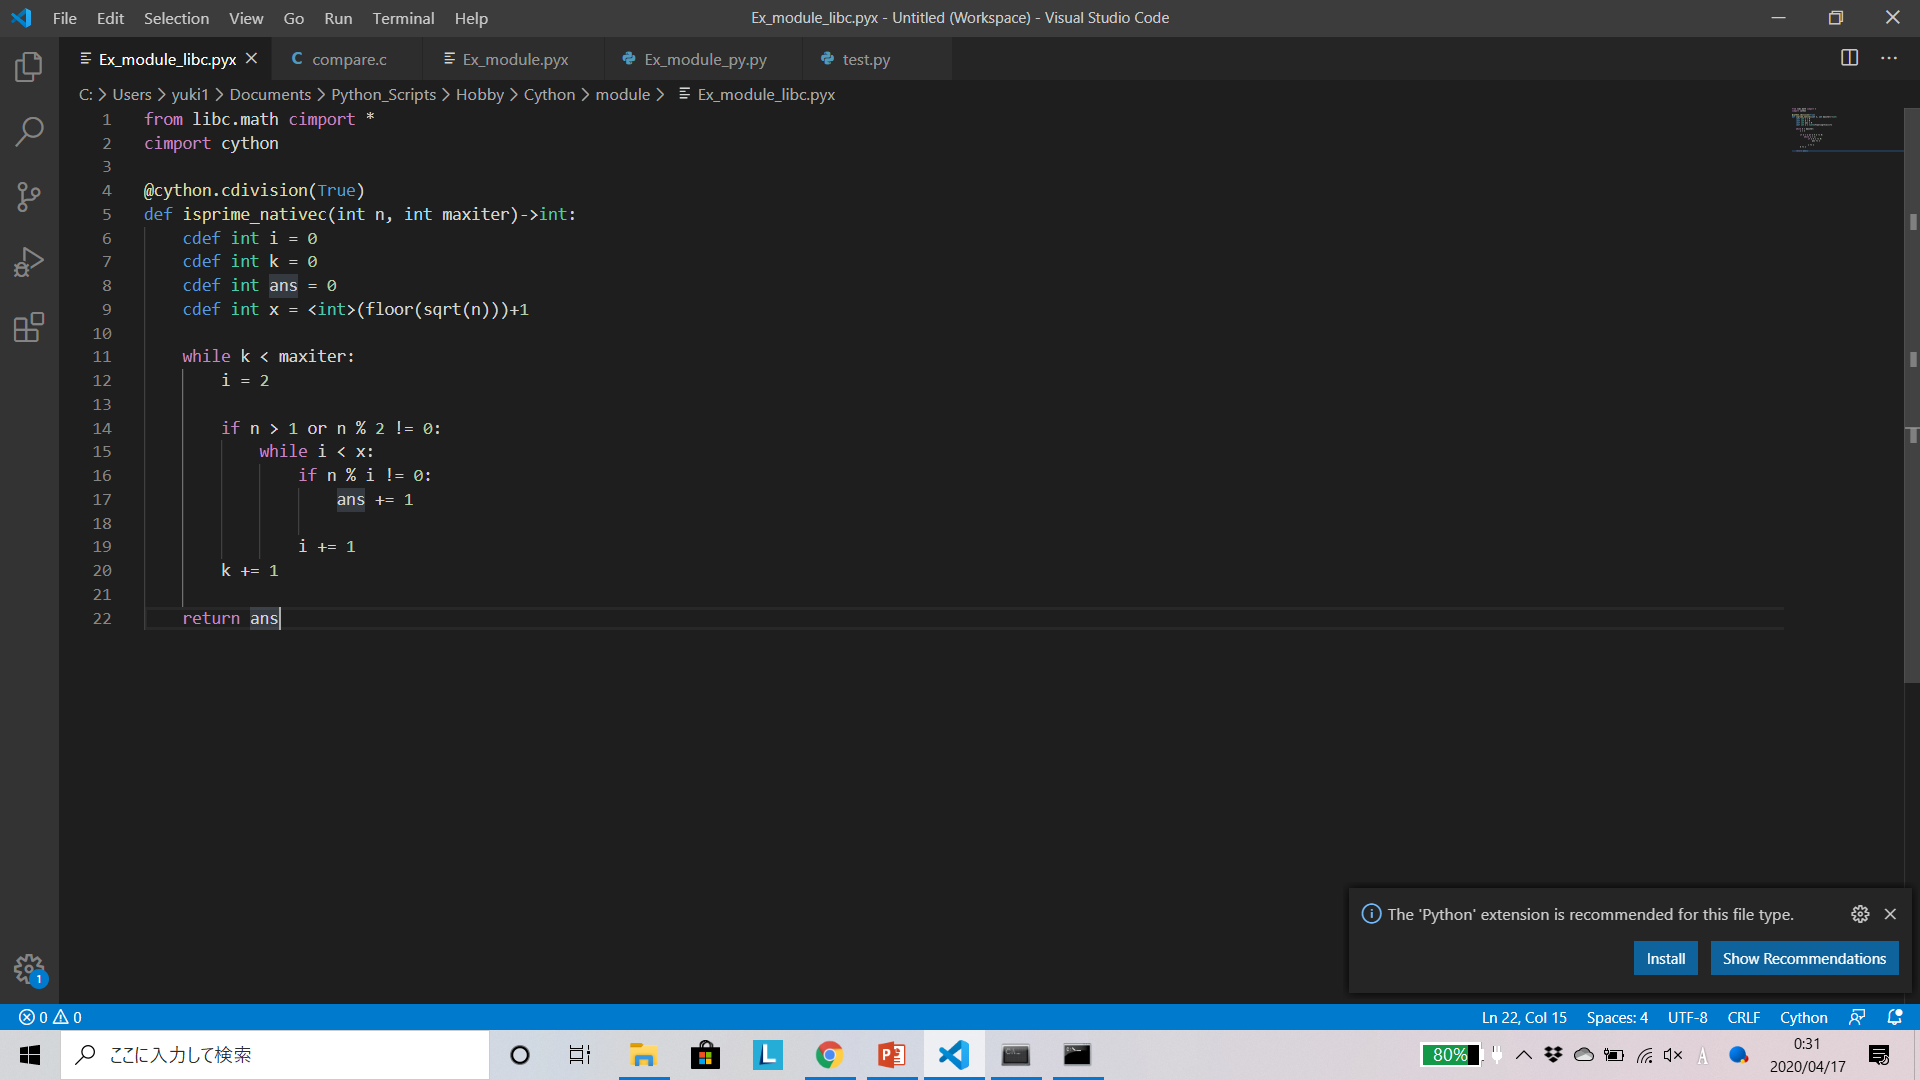 File Edit Selection View Go Run Terminal Help
Ex_module_libc.pyx - Untitled (Workspace) - Visual Studio Code
Ex_module_libc.pyx
C compare.c
Ex_module.pyx
Ex_module_py.py
test.py
C: > Users > yuki1 > Documents > Python_Scripts > Hobby > Cython > module > Ex_module_libc.pyx
1 from libc.math cimport *
2 cimport cython
3
4 @cython.cdivision(True)
5 def isprime_nativec(int n, int maxiter)->int:
6     cdef int i = 0
7     cdef int k = 0
8     cdef int ans = 0
9     cdef int x = <int>(floor(sqrt(n)))+1
10
11     while k < maxiter:
12         i = 2
13
14         if n > 1 or n % 2 != 0:
15             while i < x:
16                 if n % i != 0:
17                     ans += 1
18
19                 i += 1
20         k += 1
21
22     return ans
The 'Python' extension is recommended for this file type.
Install
Show Recommendations
1
0 0
Ln 22, Col 15
Spaces: 4
UTF-8
CRLF
Cython
ここに入力して検索
L
P
80%
A
0:31
2020/04/17